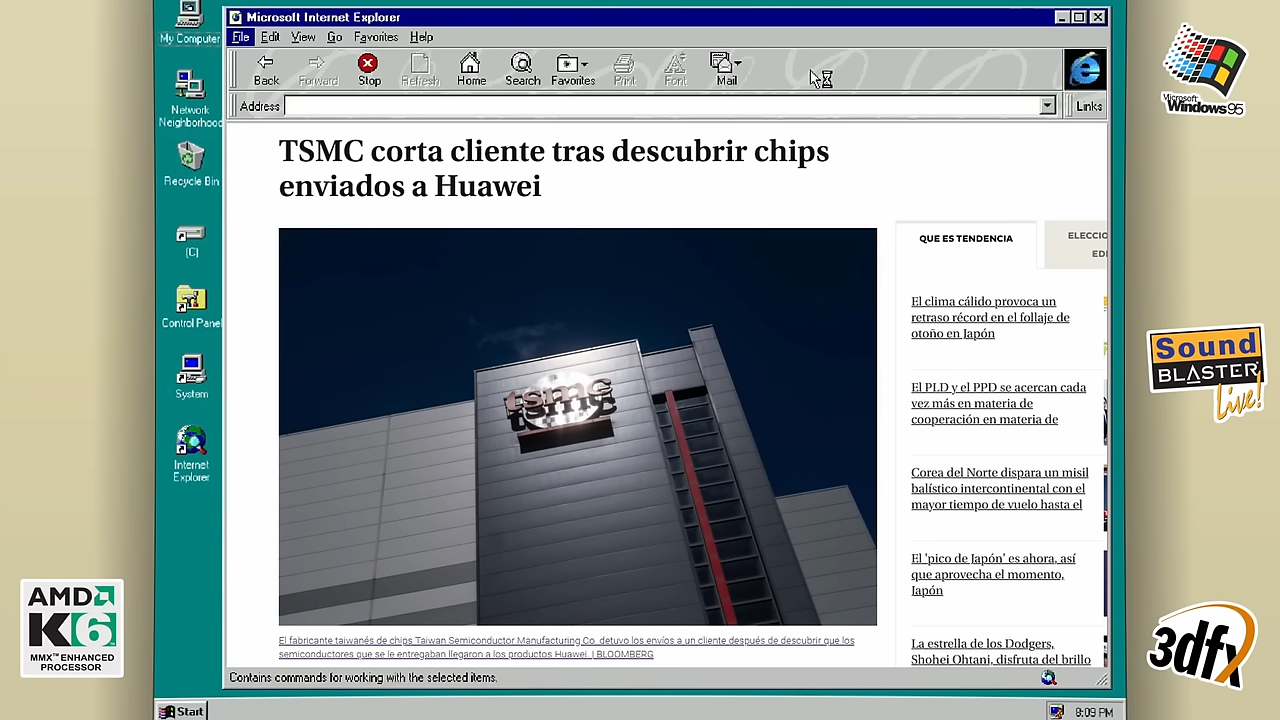 My Computer
Network
Neighborhood
Recycle Bin
(C)
Control Panel
System
Internet
Explorer
Microsoft Internet Explorer
File Edit View Go Favorites Help
Back Forward Stop Refresh Home Search Favorites Print Font Mail
Address Links
TSMC corta cliente tras descubrir chips
enviados a Huawei
tsmc
El fabricante taiwanés de chips Taiwan Semiconductor Manufacturing Co. detuvo los envíos a un cliente después de descubrir que los
semiconductores que se le entregaban llegaron a los productos Huawei. | BLOOMBERG
QUE ES TENDENCIA
El clima cálido provoca un
retraso récord en el follaje de
otoño en Japón
El PLD y el PPD se acercan cada
vez más en materia de
cooperación en materia de
Corea del Norte dispara un misil
balístico intercontinental con el
mayor tiempo de vuelo hasta el
El 'pico de Japón' es ahora, así
que aprovecha el momento,
Japón
La estrella de los Dodgers,
Shohei Ohtani, disfruta del brillo
Contains commands for working with the selected items.
Start 8:09 PM
Microsoft
Windows 95
Sound
BLASTER
Live!
3dfx
AMD
K6
MMX™ ENHANCED
PROCESSOR